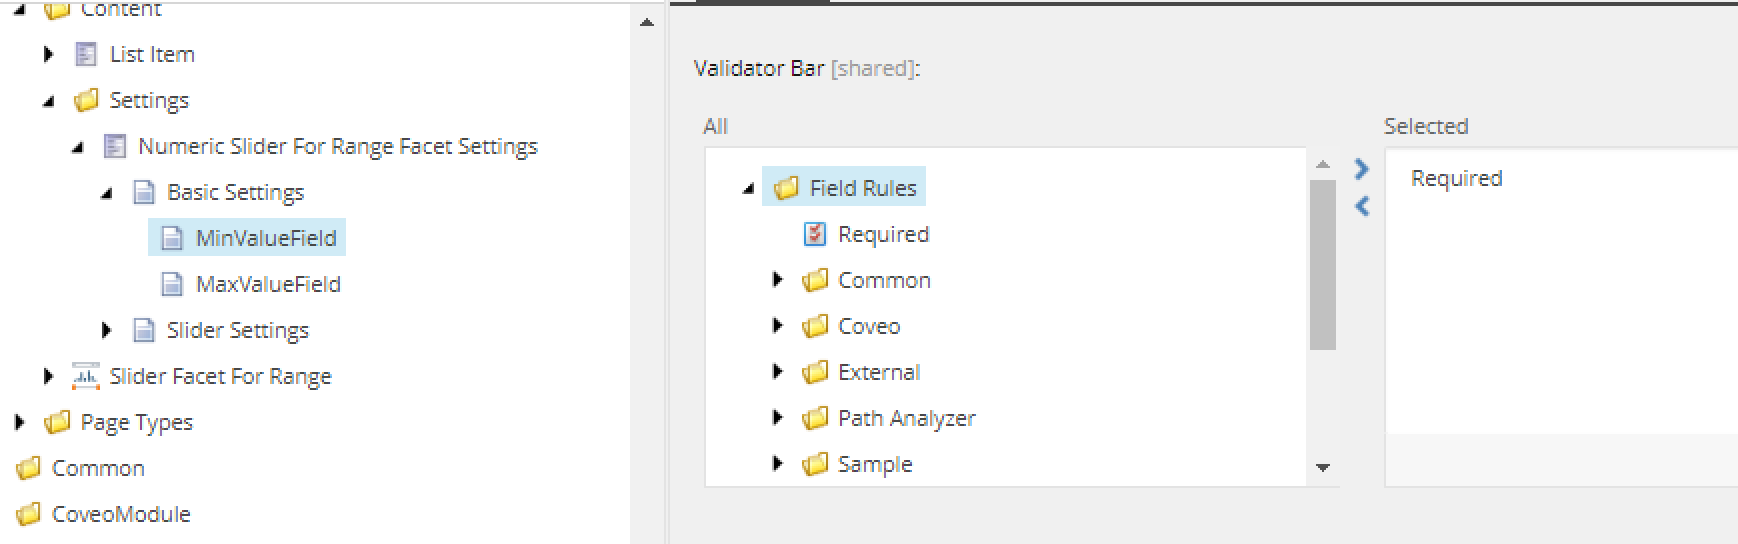 Content
List Item
Settings
Numeric Slider For Range Facet Settings
Basic Settings
MinValueField
MaxValueField
Slider Settings
Slider Facet For Range
Page Types
Common
CoveoModule
Validator Bar [shared]:
All
Field Rules
Required
Common
Coveo
External
Path Analyzer
Sample
Selected
Required